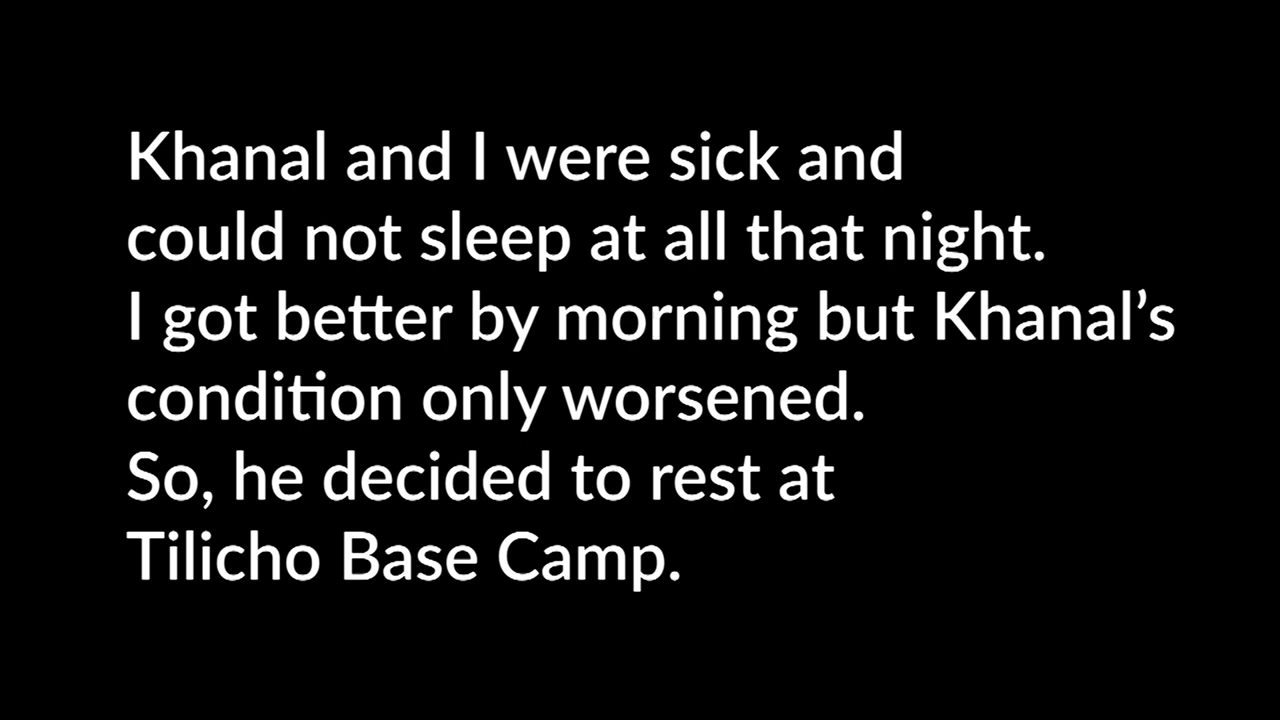 Khanal and I were sick and
could not sleep at all that night.
I got better by morning but Khanal’s
condition only worsened.
So, he decided to rest at
Tilicho Base Camp.